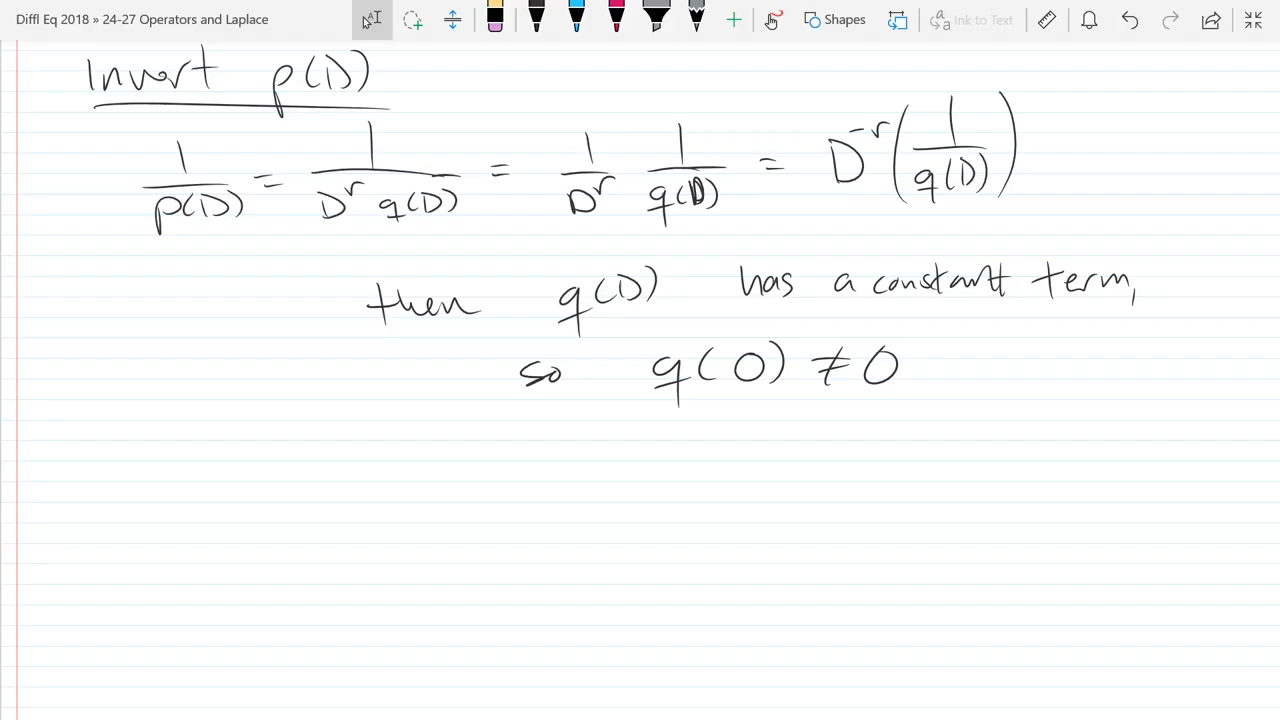 Diffl Eq 2018 » 24-27 Operators and Laplace
Shapes
Ink to Text
Invert p(D)
1/p(D) = 1/(D^r q(D)) = 1/D^r 1/q(D) = D^-r (1/q(D))
then q(D) has a constant term,
so q(0) ≠ 0